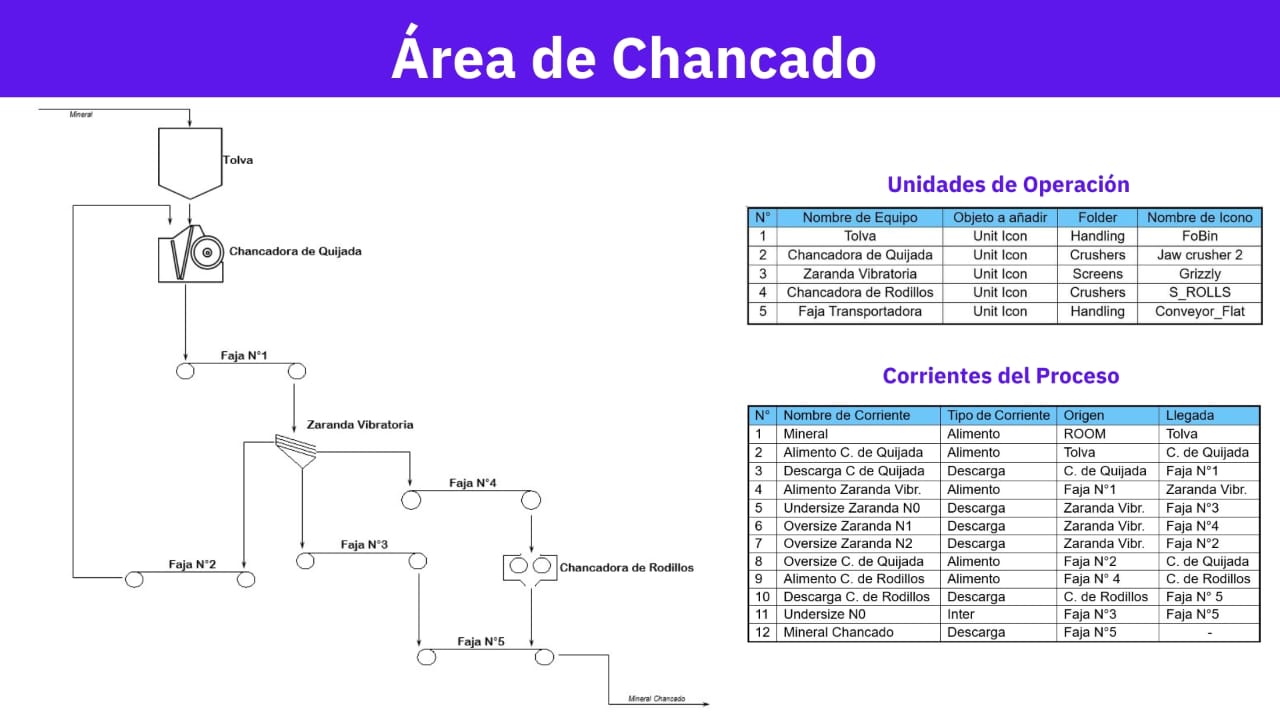 Área de Chancado
Mineral
Tolva
Chancadora de Quijada
Faja N°1
Zaranda Vibratoria
Faja N°4
Faja N°3
Faja N°2
Chancadora de Rodillos
Faja N°5
Mineral Chancado
Unidades de Operación
N° Nombre de Equipo Objeto a añadir Folder Nombre de Icono
1 Tolva Unit Icon Handling FoBin
2 Chancadora de Quijada Unit Icon Crushers Jaw crusher 2
3 Zaranda Vibratoria Unit Icon Screens Grizzly
4 Chancadora de Rodillos Unit Icon Crushers S_ROLLS
5 Faja Transportadora Unit Icon Handling Conveyor_Flat
Corrientes del Proceso
N° Nombre de Corriente Tipo de Corriente Origen Llegada
1 Mineral Alimento ROOM Tolva
2 Alimento C. de Quijada Alimento Tolva C. de Quijada
3 Descarga C de Quijada Descarga C. de Quijada Faja N°1
4 Alimento Zaranda Vibr. Alimento Faja N°1 Zaranda Vibr.
5 Undersize Zaranda N0 Descarga Zaranda Vibr. Faja N°3
6 Oversize Zaranda N1 Descarga Zaranda Vibr. Faja N°4
7 Oversize Zaranda N2 Descarga Zaranda Vibr. Faja N°2
8 Oversize C. de Quijada Alimento Faja N°2 C. de Quijada
9 Alimento C. de Rodillos Alimento Faja N° 4 C. de Rodillos
10 Descarga C. de Rodillos Descarga C. de Rodillos Faja N° 5
11 Undersize N0 Inter Faja N°3 Faja N°5
12 Mineral Chancado Descarga Faja N°5 -